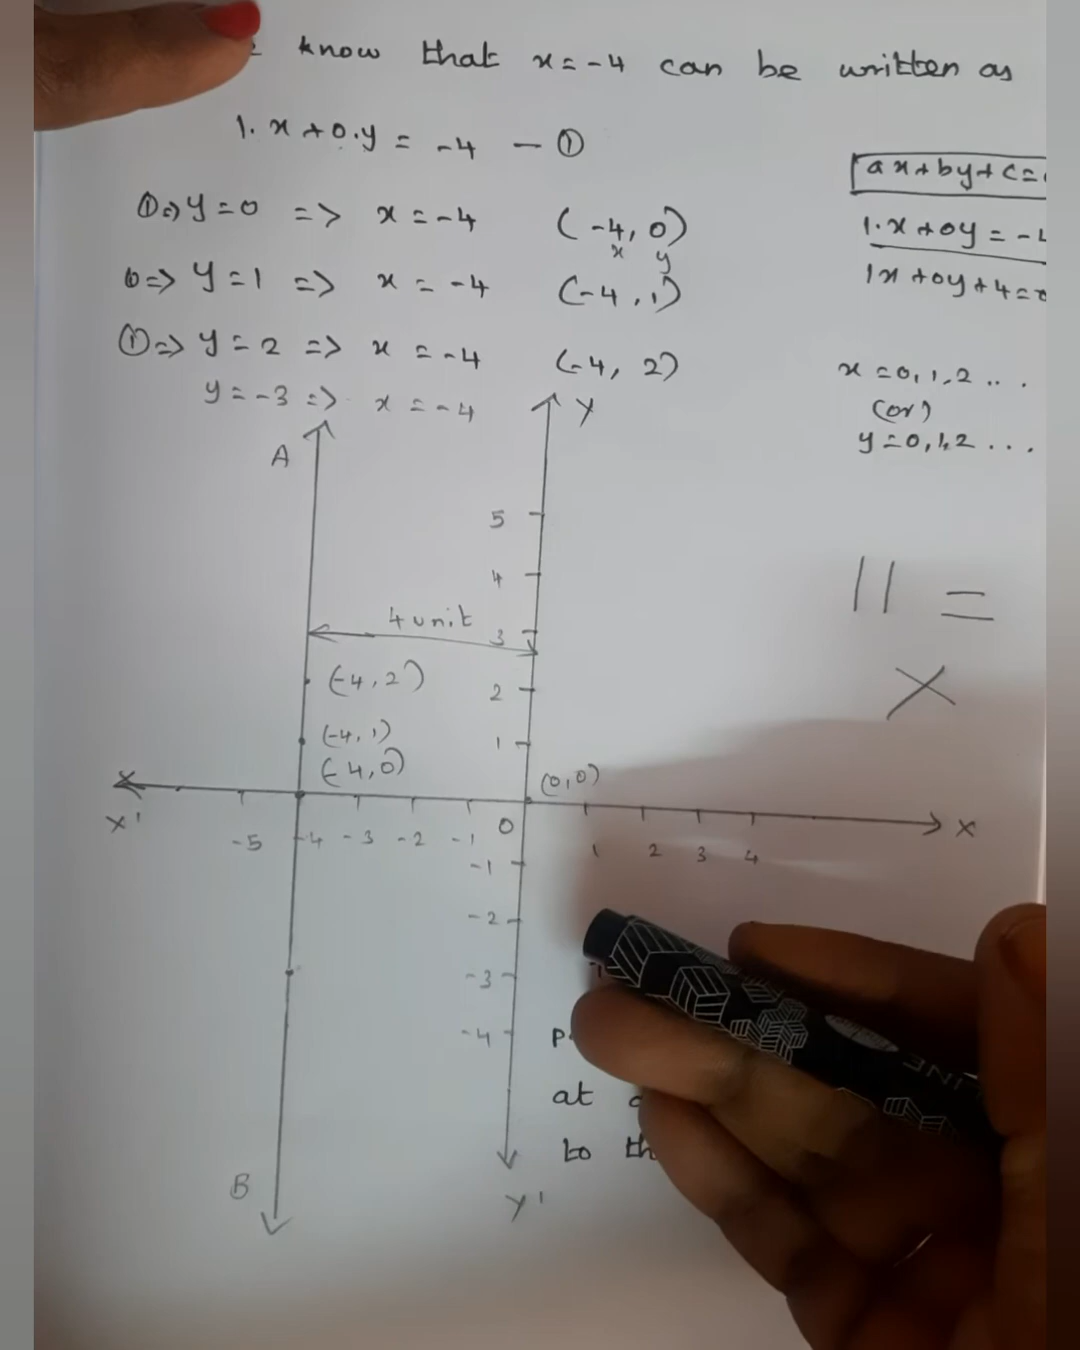 know that x = -4 can be written as
1. x + 0.y = -4 — ①
ax + by + c =
①=> y = 0 => x = -4 (-4, 0)
x y
1. x + 0y = -4
①=> y = 1 => x = -4 (-4, 1)
1x + 0y + 4 = 0
①=> y = 2 => x = -4 (-4, 2)
x = 0, 1, 2 ...
y = -3 => x = -4
(or)
y = 0, 1, 2 ...
Y
A
5
4
|| =
4 unit
3
(-4, 2)
2
X
(-4, 1)
1
(-4, 0)
(0,0)
X'
-5 -4 -3 -2 -1 0 1 2 3 4
X
-1
-2
-3
-4
at
to
B
Y'